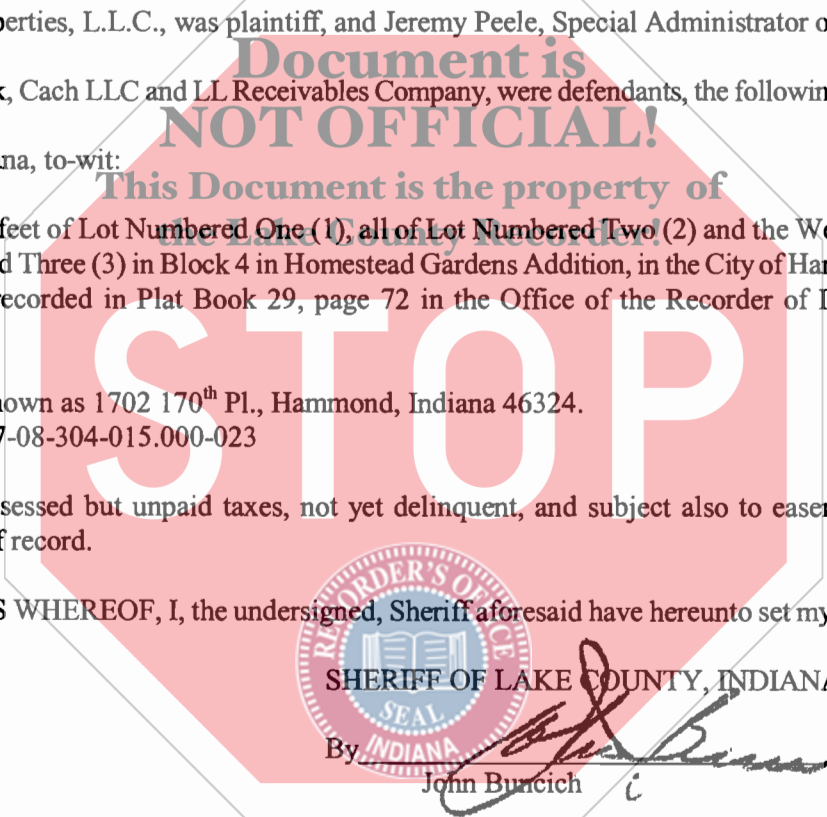 perties, L.L.C., was plaintiff, and Jeremy Peele, Special Administrator o
Document is
k, Cach LLC and LL Receivables Company, were defendants, the followin
NOT OFFICIAL!
na, to-wit:
This Document is the property of
feet of Lot Numbered One (1), all of Lot Numbered Two (2) and the We
the Lake County Recorder!
d Three (3) in Block 4 in Homestead Gardens Addition, in the City of Ha
ecorded in Plat Book 29, page 72 in the Office of the Recorder of
STOP
own as 1702 170th Pl., Hammond, Indiana 46324.
7-08-304-015.000-023
sessed but unpaid taxes, not yet delinquent, and subject also to ease
f record.
RECORDER'S OFFICE
S WHEREOF, I, the undersigned, Sheriff aforesaid have hereunto set my
SHERIFF OF LAKE COUNTY, INDIANA
SEAL
INDIANA
By
John Buncich